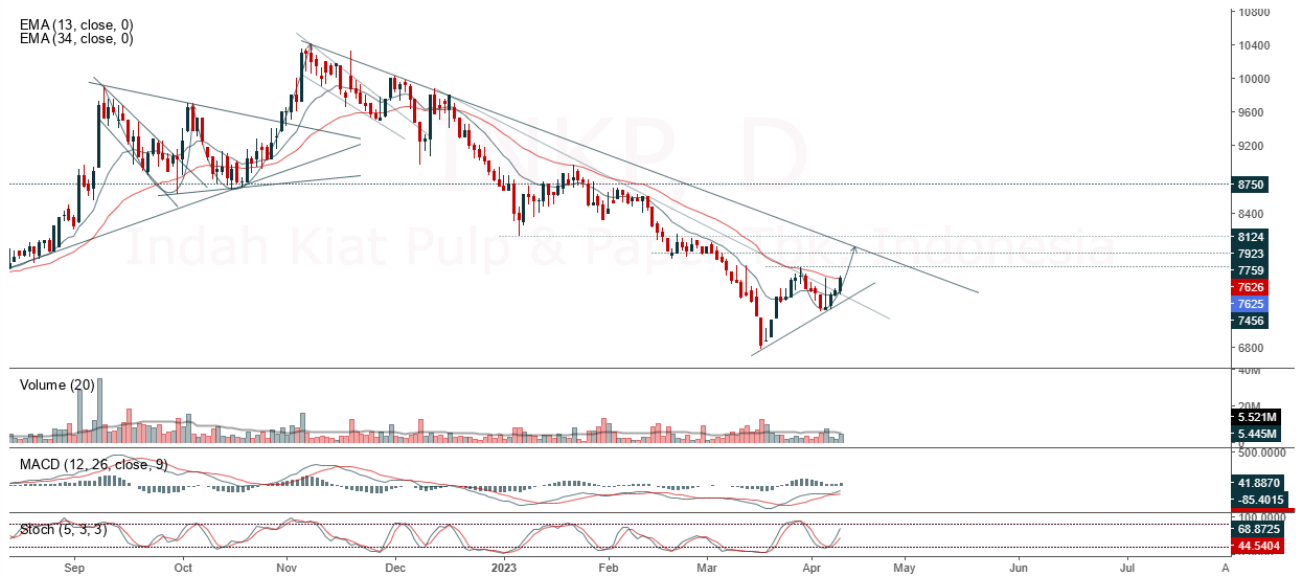 EMA (13, close, 0)
EMA (34, close, 0)
INKP, D
Indah Kiat Pulp & Paper Tbk, Indonesia
10800
10400
10000
9600
9200
8750
8400
8124
7923
7759
7626
7625
7456
6800
Volume (20)
40M
20M
5.521M
5.445M
0
MACD (12, 26, close, 9)
500.0000
41.8870
-85.4015
Stoch (5, 3, 3)
100.0000
68.8725
44.5404
Sep Oct Nov Dec 2023 Feb Mar Apr May Jun Jul A